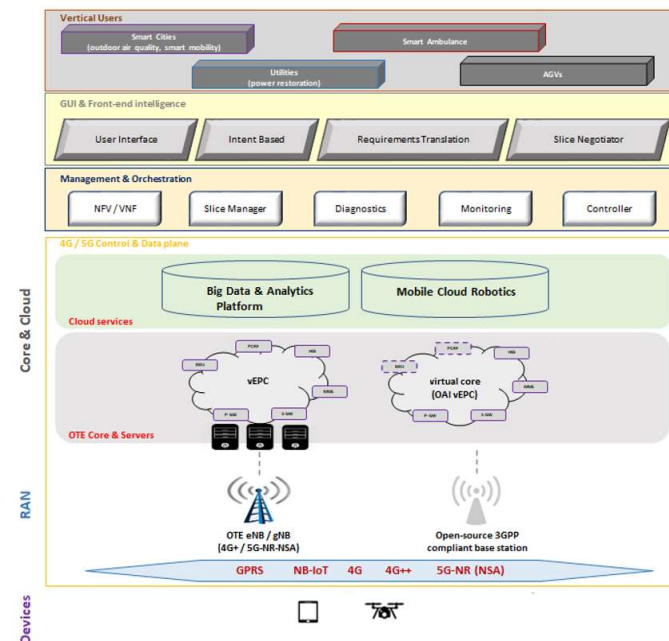 Vertical Users
Smart Cities
(outdoor air quality, smart mobility)
Smart Ambulance
Utilities
(power restoration)
AGVs
GUI & Front-end intelligence
User Interface
Intent Based
Requirements Translation
Slice Negotiator
Management & Orchestration
NFV / VNF
Slice Manager
Diagnostics
Monitoring
Controller
4G / 5G Control & Data plane
Core & Cloud
Big Data & Analytics
Platform
Mobile Cloud Robotics
Cloud services
PCRF
HSS
vEPC
P-GW
S-GW
PCRF
HSS
virtual core
(OAI vEPC)
P-GW
S-GW
OTE Core & Servers
RAN
OTE eNB / gNB
(4G+ / 5G-NR-NSA)
Open-source 3GPP
compliant base station
GPRS
NB-IoT
4G
4G++
5G-NR (NSA)
Devices